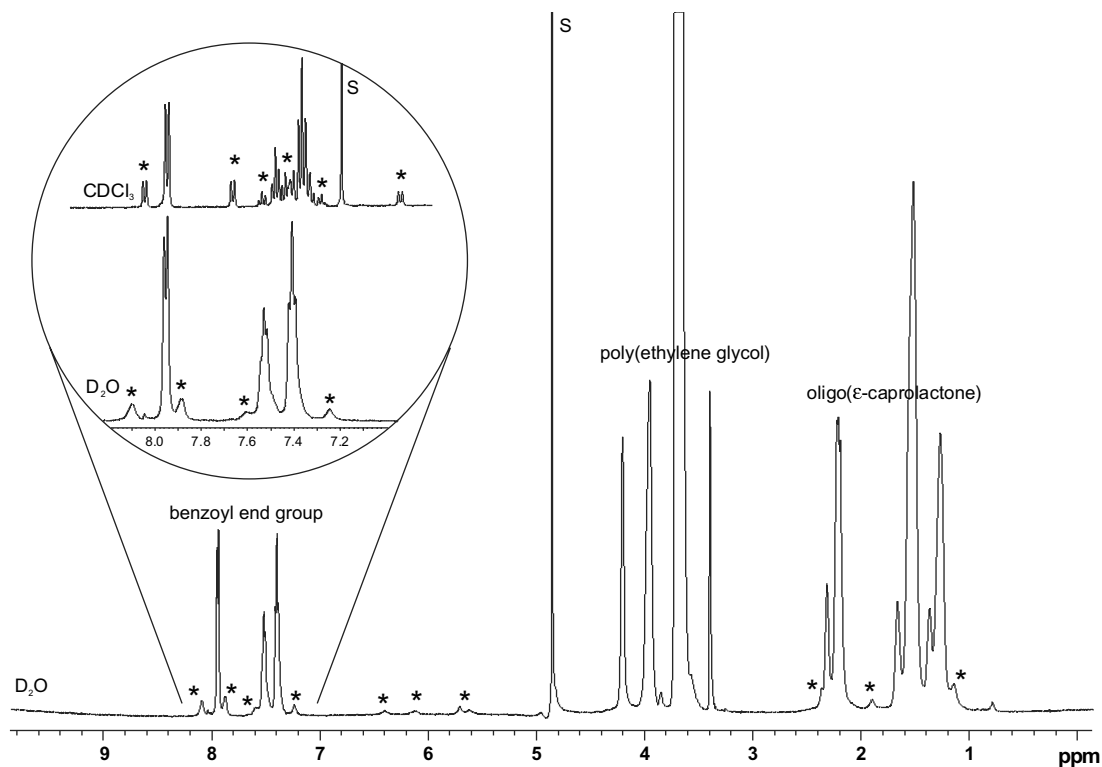 S
S
*
*
*
*
*
*
CDCl₃
D₂O
*
*
*
*
8.0 7.8 7.6 7.4 7.2
poly(ethylene glycol)
oligo(ε-caprolactone)
benzoyl end group
D₂O
* * * * * * * * * *
9 8 7 6 5 4 3 2 1 ppm